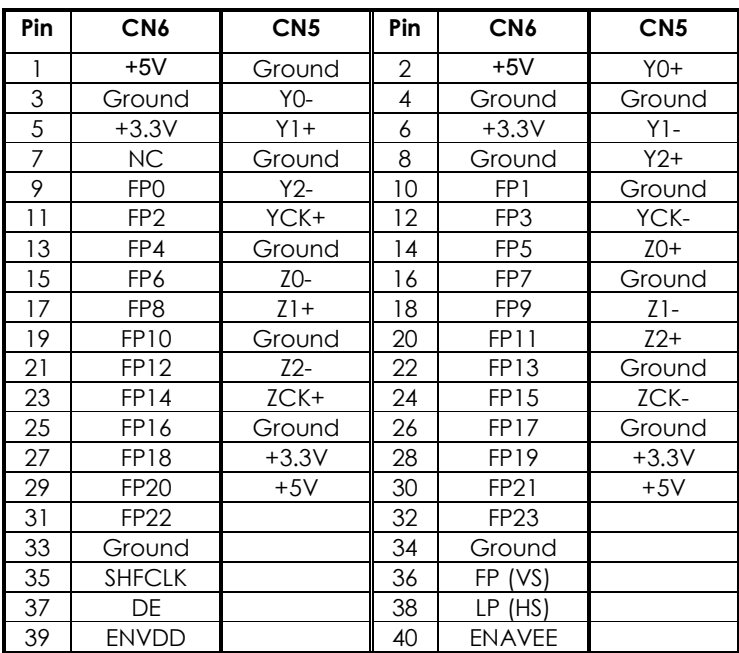 Pin CN6 CN5 Pin CN6 CN5
1 +5V Ground 2 +5V Y0+
3 Ground Y0- 4 Ground Ground
5 +3.3V Y1+ 6 +3.3V Y1-
7 NC Ground 8 Ground Y2+
9 FP0 Y2- 10 FP1 Ground
11 FP2 YCK+ 12 FP3 YCK-
13 FP4 Ground 14 FP5 Z0+
15 FP6 Z0- 16 FP7 Ground
17 FP8 Z1+ 18 FP9 Z1-
19 FP10 Ground 20 FP11 Z2+
21 FP12 Z2- 22 FP13 Ground
23 FP14 ZCK+ 24 FP15 ZCK-
25 FP16 Ground 26 FP17 Ground
27 FP18 +3.3V 28 FP19 +3.3V
29 FP20 +5V 30 FP21 +5V
31 FP22 32 FP23
33 Ground 34 Ground
35 SHFCLK 36 FP (VS)
37 DE 38 LP (HS)
39 ENVDD 40 ENAVEE